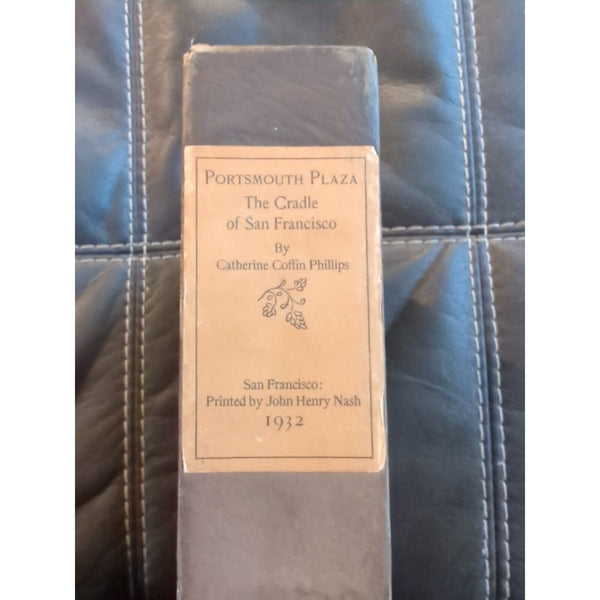 PORTSMOUTH PLAZA
The Cradle
of San Francisco
By
Catherine Coffin Phillips
San Francisco:
Printed by John Henry Nash
1932